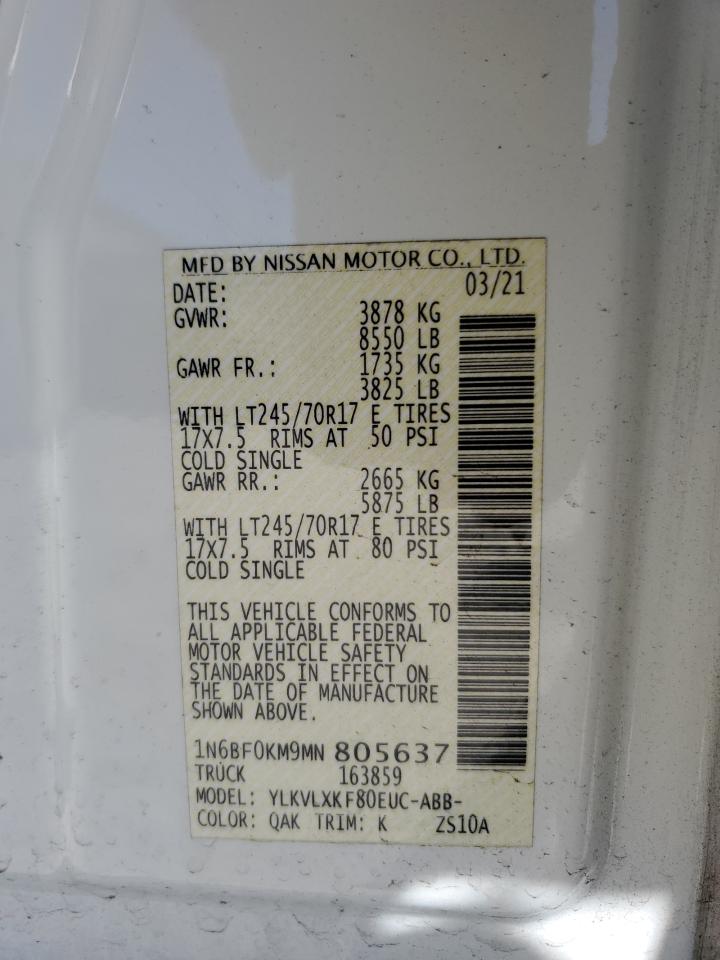 MFD BY NISSAN MOTOR CO., LTD.
DATE: 03/21
GVWR: 3878 KG
8550 LB
GAWR FR.: 1735 KG
3825 LB
WITH LT245/70R17 E TIRES
17X7.5 RIMS AT 50 PSI
COLD SINGLE
GAWR RR.: 2665 KG
5875 LB
WITH LT245/70R17 E TIRES
17X7.5 RIMS AT 80 PSI
COLD SINGLE
THIS VEHICLE CONFORMS TO
ALL APPLICABLE FEDERAL
MOTOR VEHICLE SAFETY
STANDARDS IN EFFECT ON
THE DATE OF MANUFACTURE
SHOWN ABOVE.
1N6BF0KM9MN 805637
TRUCK 163859
MODEL: YLKVLXKF80EUC-ABB-
COLOR: QAK TRIM: K ZS10A